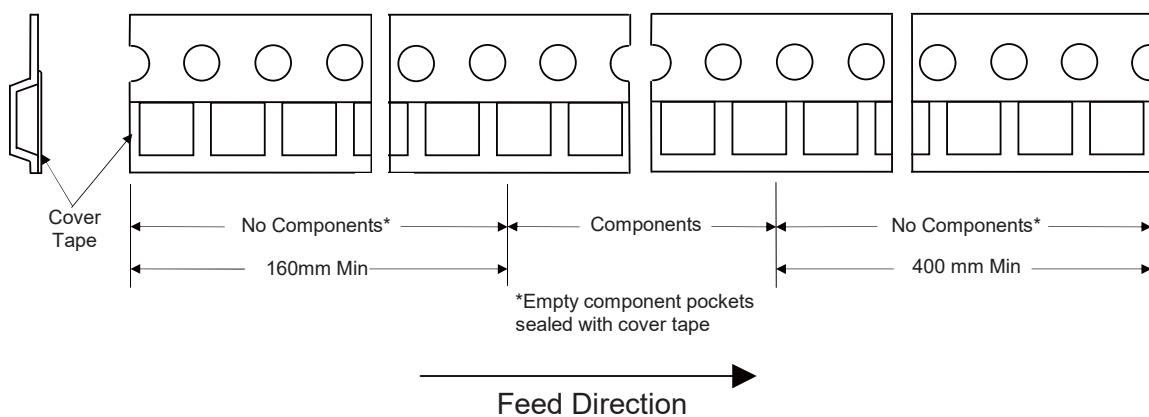 Cover
Tape
No Components*
Components
No Components*
160mm Min
400 mm Min
*Empty component pockets
sealed with cover tape
Feed Direction